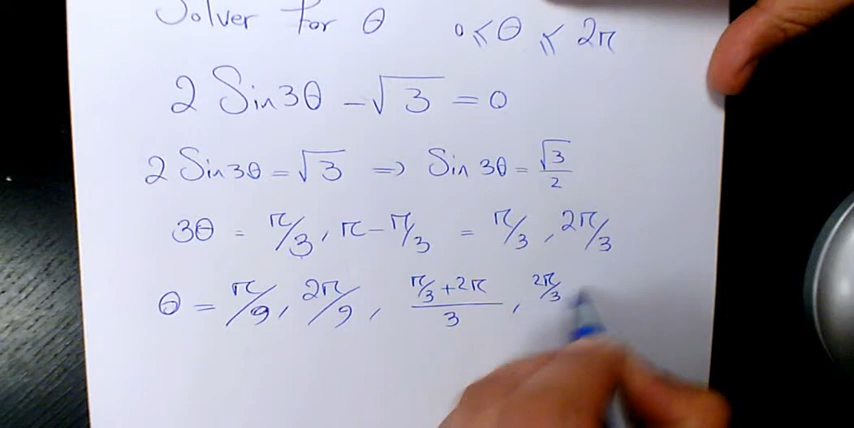 Solver for θ 0 ⩽ θ ⩽ 2π
2 Sin3θ - √3 = 0
2 Sin3θ = √3 ⇒ Sin 3θ = √3/2
3θ = π/3, π - π/3 = π/3, 2π/3
θ = π/9, 2π/9, (π/3 + 2π)/3, 2π/3